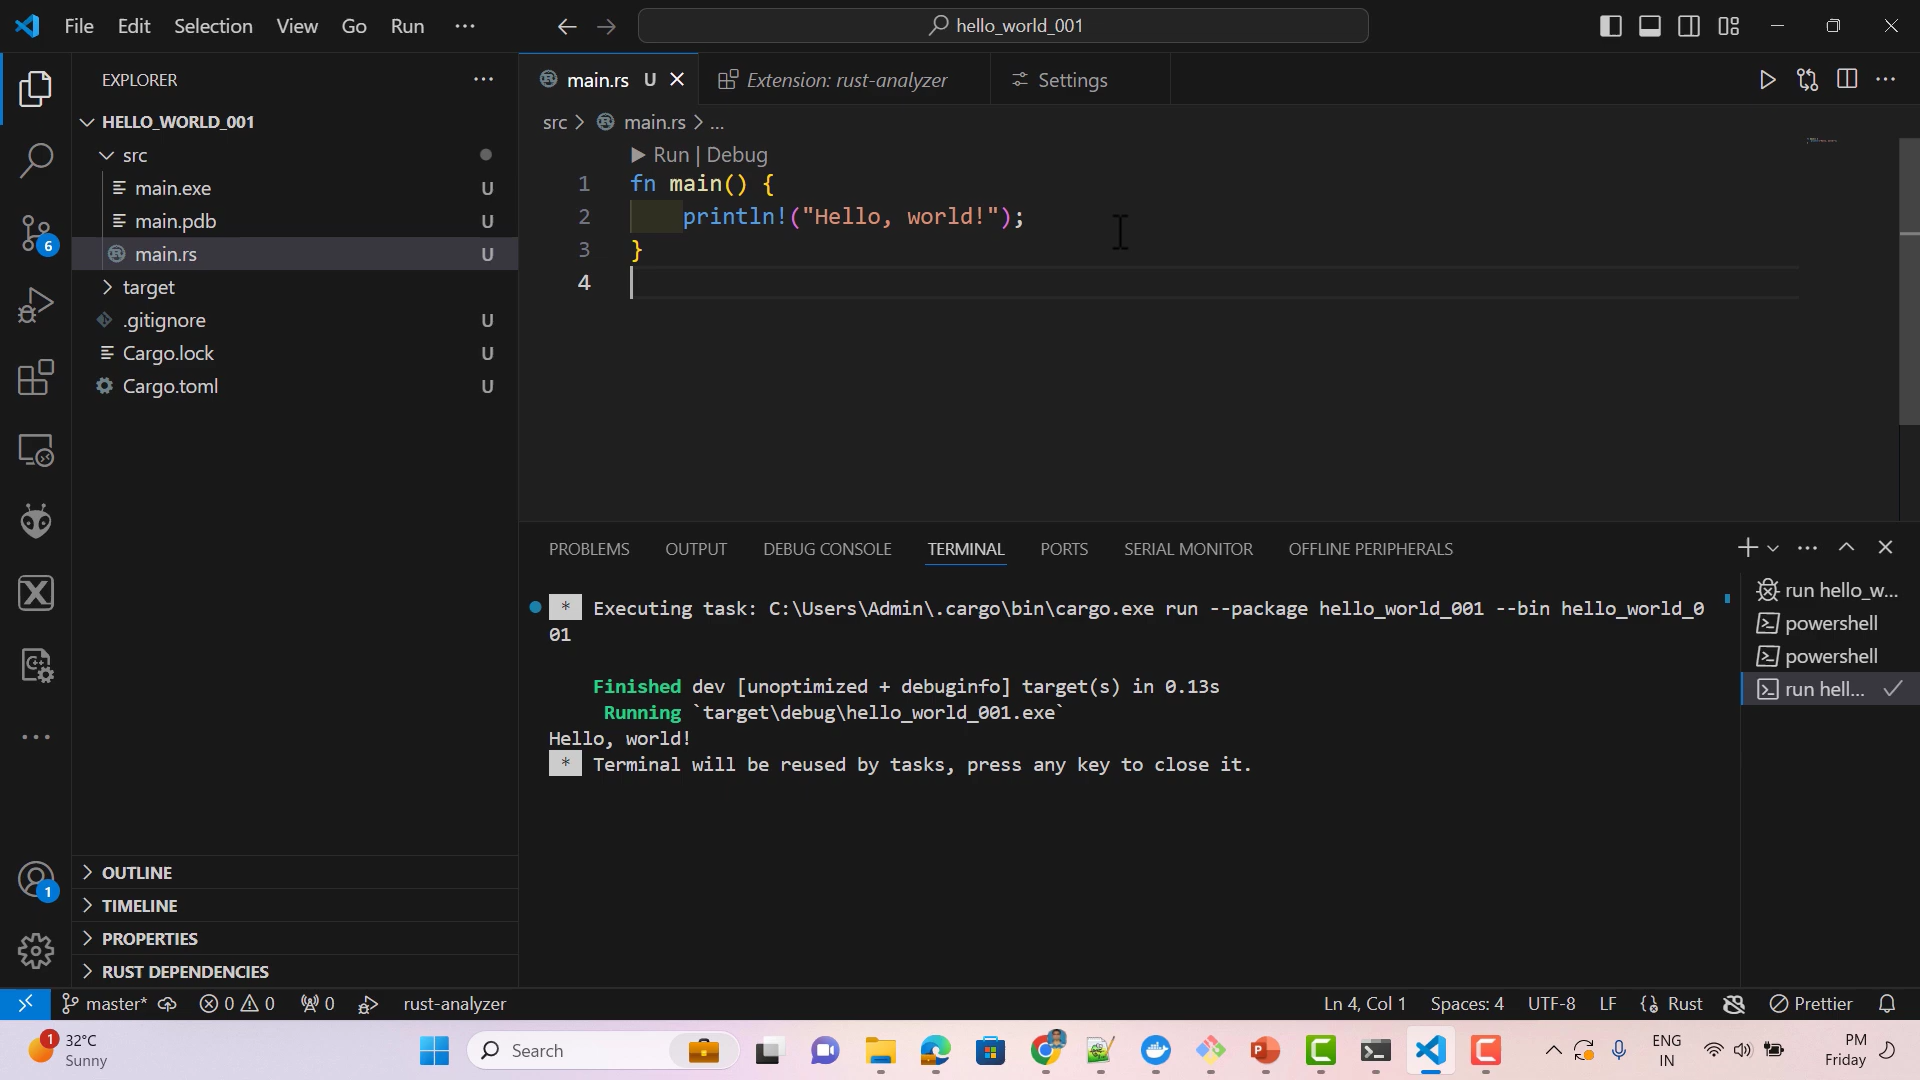 File Edit Selection View Go Run ···
hello_world_001
EXPLORER
HELLO_WORLD_001
src
main.exe U
main.pdb U
main.rs U
target
.gitignore U
Cargo.lock U
Cargo.toml U
OUTLINE
TIMELINE
PROPERTIES
RUST DEPENDENCIES
6
1
main.rs U
Extension: rust-analyzer
Settings
src > main.rs > ...
Run | Debug
1 fn main() {
2 println!("Hello, world!");
3 }
4
PROBLEMS OUTPUT DEBUG CONSOLE TERMINAL PORTS SERIAL MONITOR OFFLINE PERIPHERALS
* Executing task: C:\Users\Admin\.cargo\bin\cargo.exe run --package hello_world_001 --bin hello_world_0
01
Finished dev [unoptimized + debuginfo] target(s) in 0.13s
Running `target\debug\hello_world_001.exe`
Hello, world!
* Terminal will be reused by tasks, press any key to close it.
run hello_w...
powershell
powershell
run hell...
master* 0 0 0 rust-analyzer
Ln 4, Col 1 Spaces: 4 UTF-8 LF {} Rust Prettier
1
32°C
Sunny
Search
ENG
IN
PM
Friday